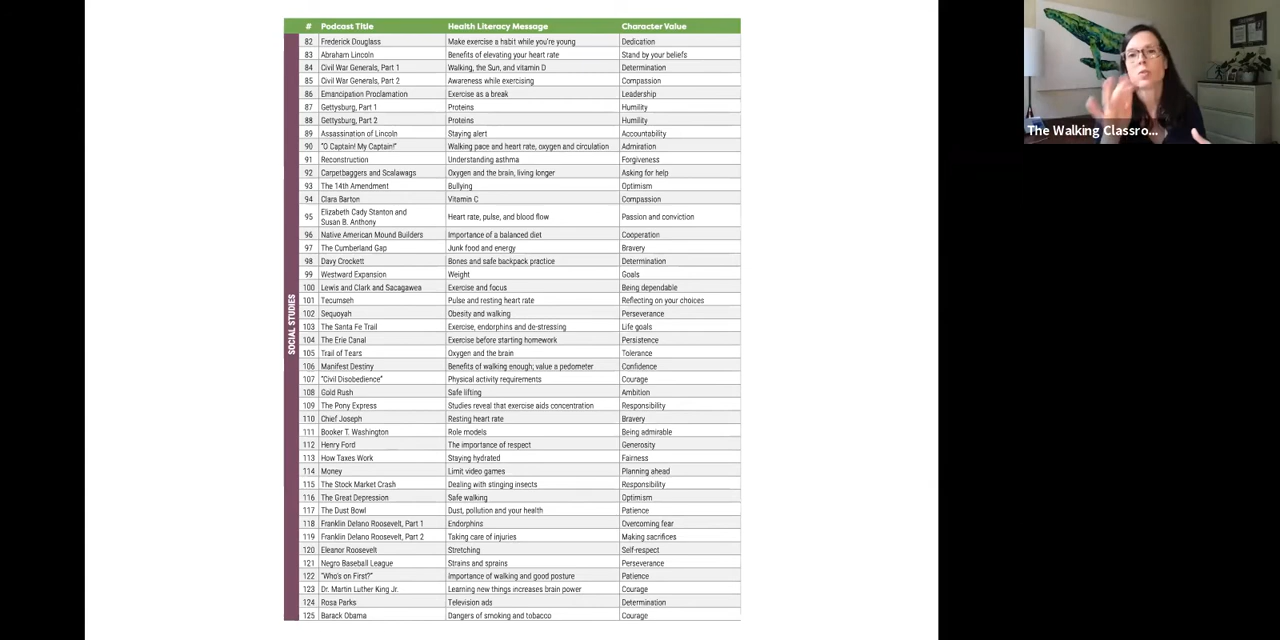 # Podcast Title Health Literacy Message Character Value
82 Frederick Douglass Make exercise a habit while you're young Dedication
83 Abraham Lincoln Benefits of elevating your heart rate Stand by your beliefs
84 Civil War Generals, Part 1 Walking, the Sun, and vitamin D Determination
85 Civil War Generals, Part 2 Awareness while exercising Compassion
86 Emancipation Proclamation Exercise as a break Leadership
87 Gettysburg, Part 1 Proteins Humility
88 Gettysburg, Part 2 Proteins Humility
89 Assassination of Lincoln Staying alert Accountability
90 "O Captain! My Captain!" Walking pace and heart rate, oxygen and circulation Admiration
91 Reconstruction Understanding asthma Forgiveness
92 Carpetbaggers and Scalawags Oxygen and the brain, living longer Asking for help
93 The 14th Amendment Bullying Optimism
94 Clara Barton Vitamin C Compassion
95 Elizabeth Cady Stanton and
Susan B. Anthony Heart rate, pulse, and blood flow Passion and conviction
96 Native American Mound Builders Importance of a balanced diet Cooperation
97 The Cumberland Gap Junk food and energy Bravery
98 Davy Crockett Bones and safe backpack practice Determination
99 Westward Expansion Weight Goals
100 Lewis and Clark and Sacagawea Exercise and focus Being dependable
101 Tecumseh Pulse and resting heart rate Reflecting on your choices
102 Sequoyah Obesity and walking Perseverance
103 The Santa Fe Trail Exercise, endorphins and de-stressing Life goals
104 The Erie Canal Exercise before starting homework Persistence
105 Trail of Tears Oxygen and the brain Tolerance
106 Manifest Destiny Benefits of walking enough; value a pedometer Confidence
107 "Civil Disobedience" Physical activity requirements Courage
108 Gold Rush Safe lifting Ambition
109 The Pony Express Studies reveal that exercise aids concentration Responsibility
110 Chief Joseph Resting heart rate Bravery
111 Booker T. Washington Role models Being admirable
112 Henry Ford The importance of respect Generosity
113 How Taxes Work Staying hydrated Fairness
114 Money Limit video games Planning ahead
115 The Stock Market Crash Dealing with stinging insects Responsibility
116 The Great Depression Safe walking Optimism
117 The Dust Bowl Dust, pollution and your health Patience
118 Franklin Delano Roosevelt, Part 1 Endorphins Overcoming fear
119 Franklin Delano Roosevelt, Part 2 Taking care of injuries Making sacrifices
120 Eleanor Roosevelt Stretching Self-respect
121 Negro Baseball League Strains and sprains Perseverance
122 "Who's on First?" Importance of walking and good posture Patience
123 Dr. Martin Luther King Jr. Learning new things increases brain power Courage
124 Rosa Parks Television ads Determination
125 Barack Obama Dangers of smoking and tobacco Courage
SOCIAL STUDIES
The Walking Classro...